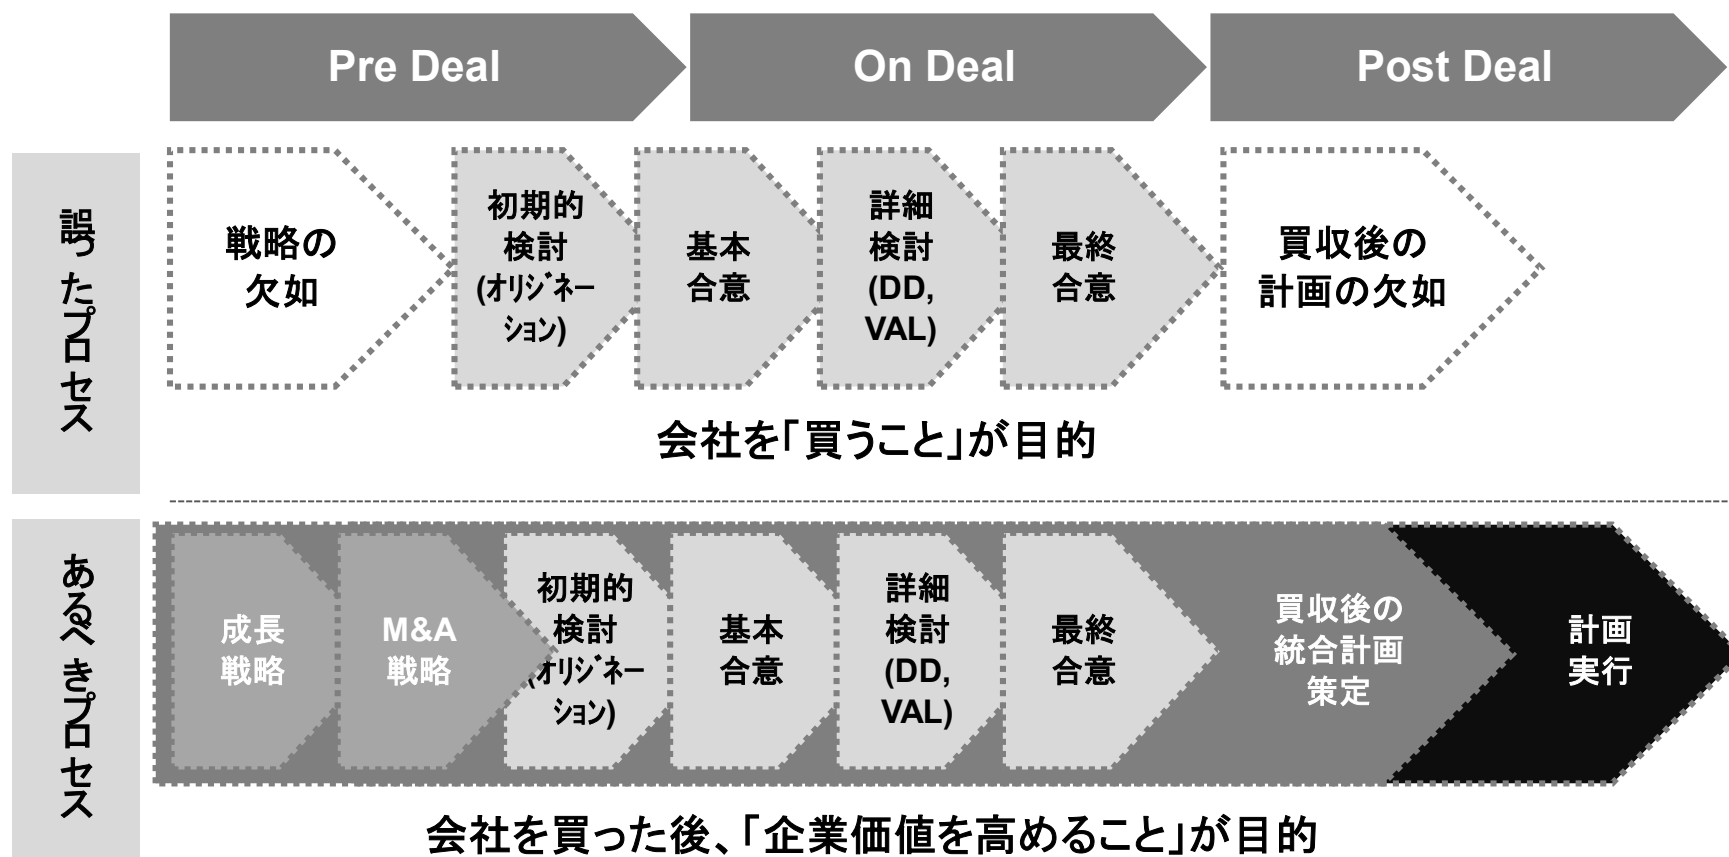 Pre Deal
On Deal
Post Deal
誤ったプロセス
戦略の
欠如
初期的
検討
(ｵﾘｼﾞﾈｰ
ｼｮﾝ)
基本
合意
詳細
検討
(DD,
VAL)
最終
合意
買収後の
計画の欠如
会社を｢買うこと｣が目的
あるべきプロセス
成長
戦略
M&A
戦略
初期的
検討
(ｵﾘｼﾞﾈｰ
ｼｮﾝ)
基本
合意
詳細
検討
(DD,
VAL)
最終
合意
買収後の
統合計画
策定
計画
実行
会社を買った後、｢企業価値を高めること｣が目的